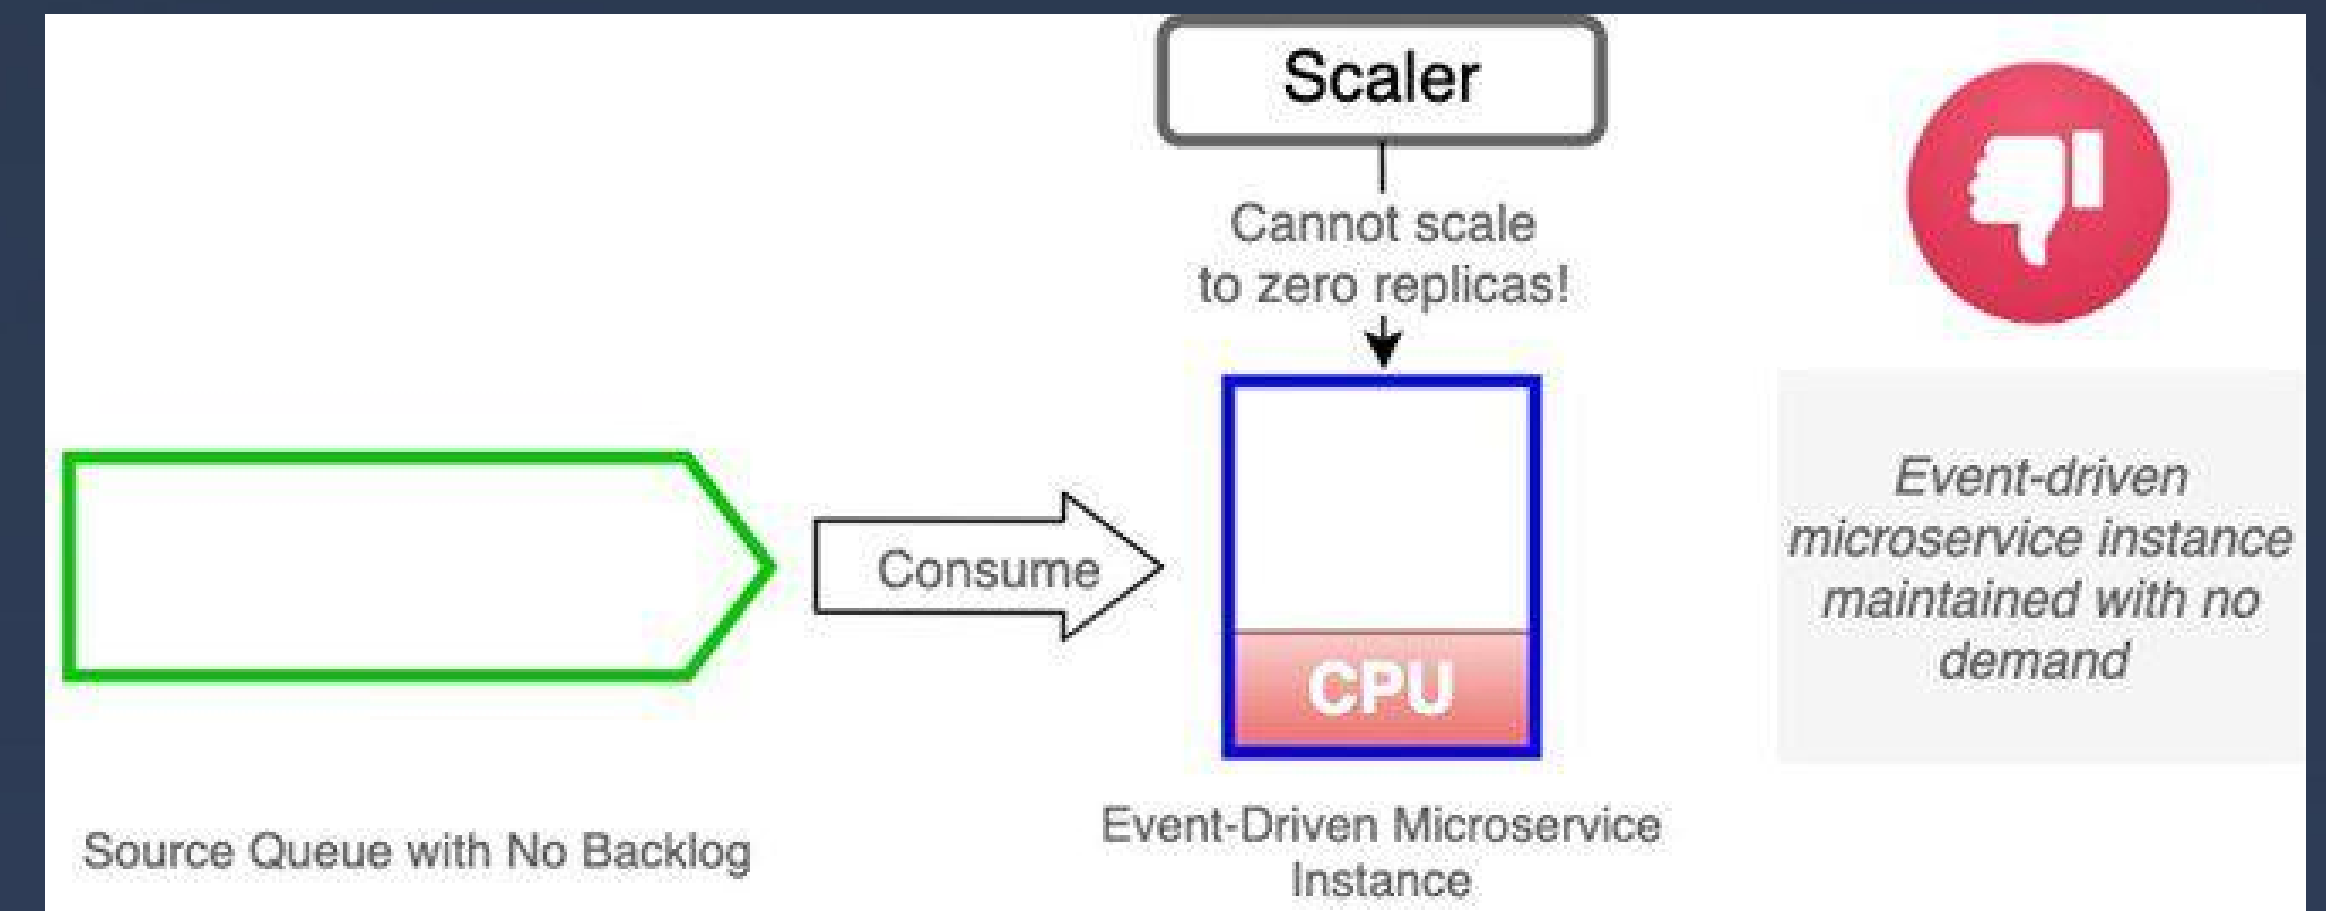 Scaler
Cannot scale
to zero replicas!
Consume
CPU
Event-driven
microservice instance
maintained with no
demand
Source Queue with No Backlog
Event-Driven Microservice
Instance